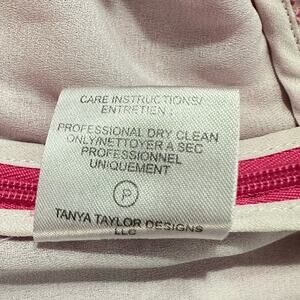 CARE INSTRUCTIONS/
ENTRETIEN :
PROFESSIONAL DRY CLEAN
ONLY/NETTOYER A SEC
PROFESSIONNEL
UNIQUEMENT
P
TANYA TAYLOR DESIGNS
LLC